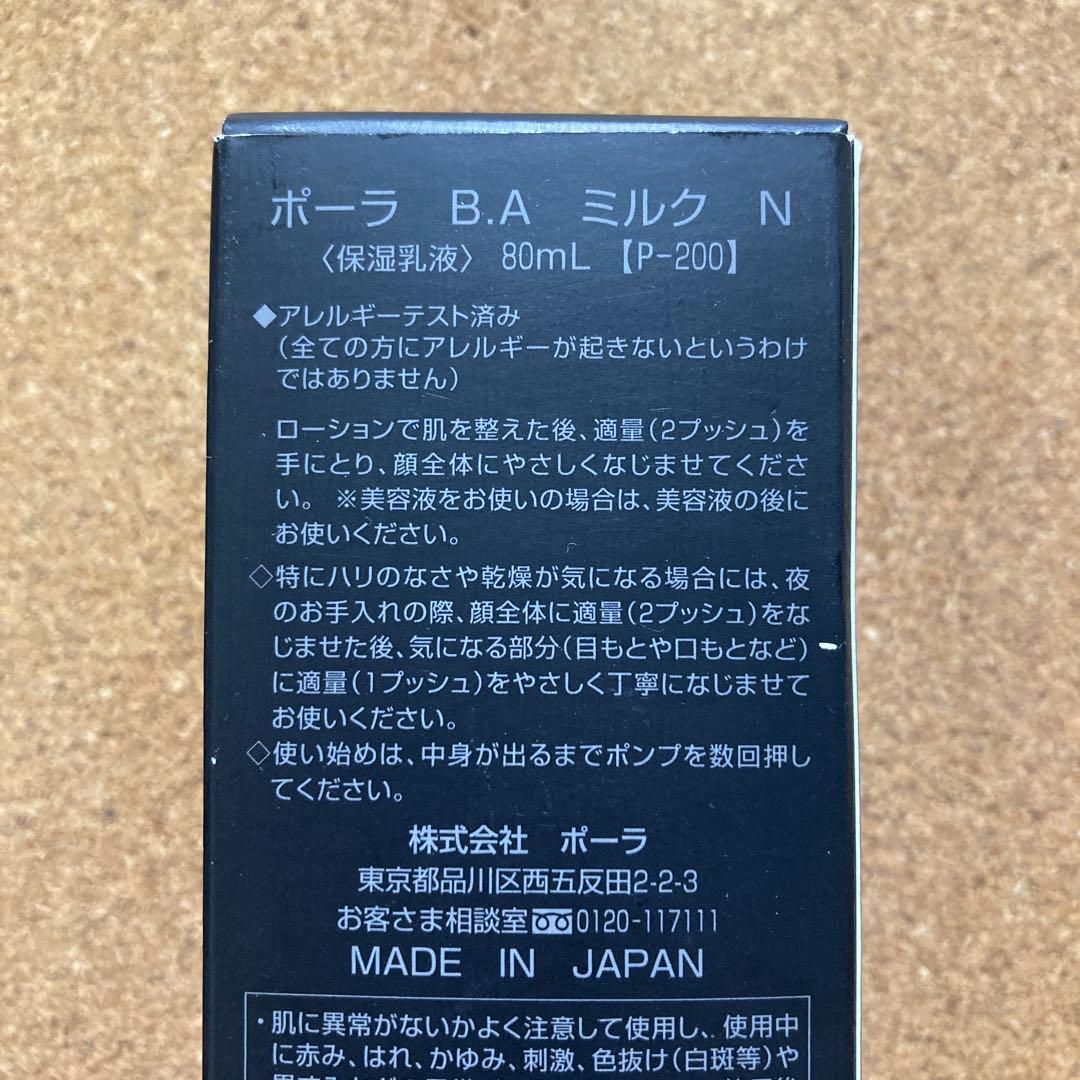 ポーラ B.A ミルク N
〈保湿乳液〉 80mL 【P-200】
◆アレルギーテスト済み
（全ての方にアレルギーが起きないというわけ
ではありません）
ローションで肌を整えた後、適量（2プッシュ）を
手にとり、顔全体にやさしくなじませてくださ
い。 ※美容液をお使いの場合は、美容液の後に
お使いください。
◇特にハリのなさや乾燥が気になる場合には、夜
のお手入れの際、顔全体に適量（2プッシュ）をな
じませた後、気になる部分（目もとや口もとなど）
に適量（1プッシュ）をやさしく丁寧になじませて
お使いください。
◇使い始めは、中身が出るまでポンプを数回押し
てください。
株式会社 ポーラ
東京都品川区西五反田2-2-3
お客さま相談室 0120-117111
MADE IN JAPAN
・肌に異常がないかよく注意して使用し、使用中
に赤み、はれ、かゆみ、刺激、色抜け（白斑等）や